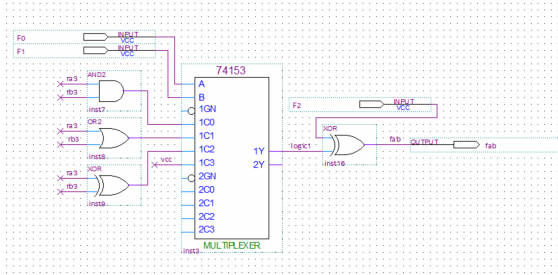 F0 INPUT VCC
F1 INPUT VCC
74153
AND2
ra3
rb3
inst7
OR2
ra3
rb3
inst8
XOR
ra3
rb3
inst9
vcc
A
B
1GN
1C0
1C1
1C2
1C3
2GN
2C0
2C1
2C2
2C3
1Y
2Y
MULTIPLEXER
inst3
F2 INPUT VCC
logic1
XOR
inst16
fab OUTPUT fab